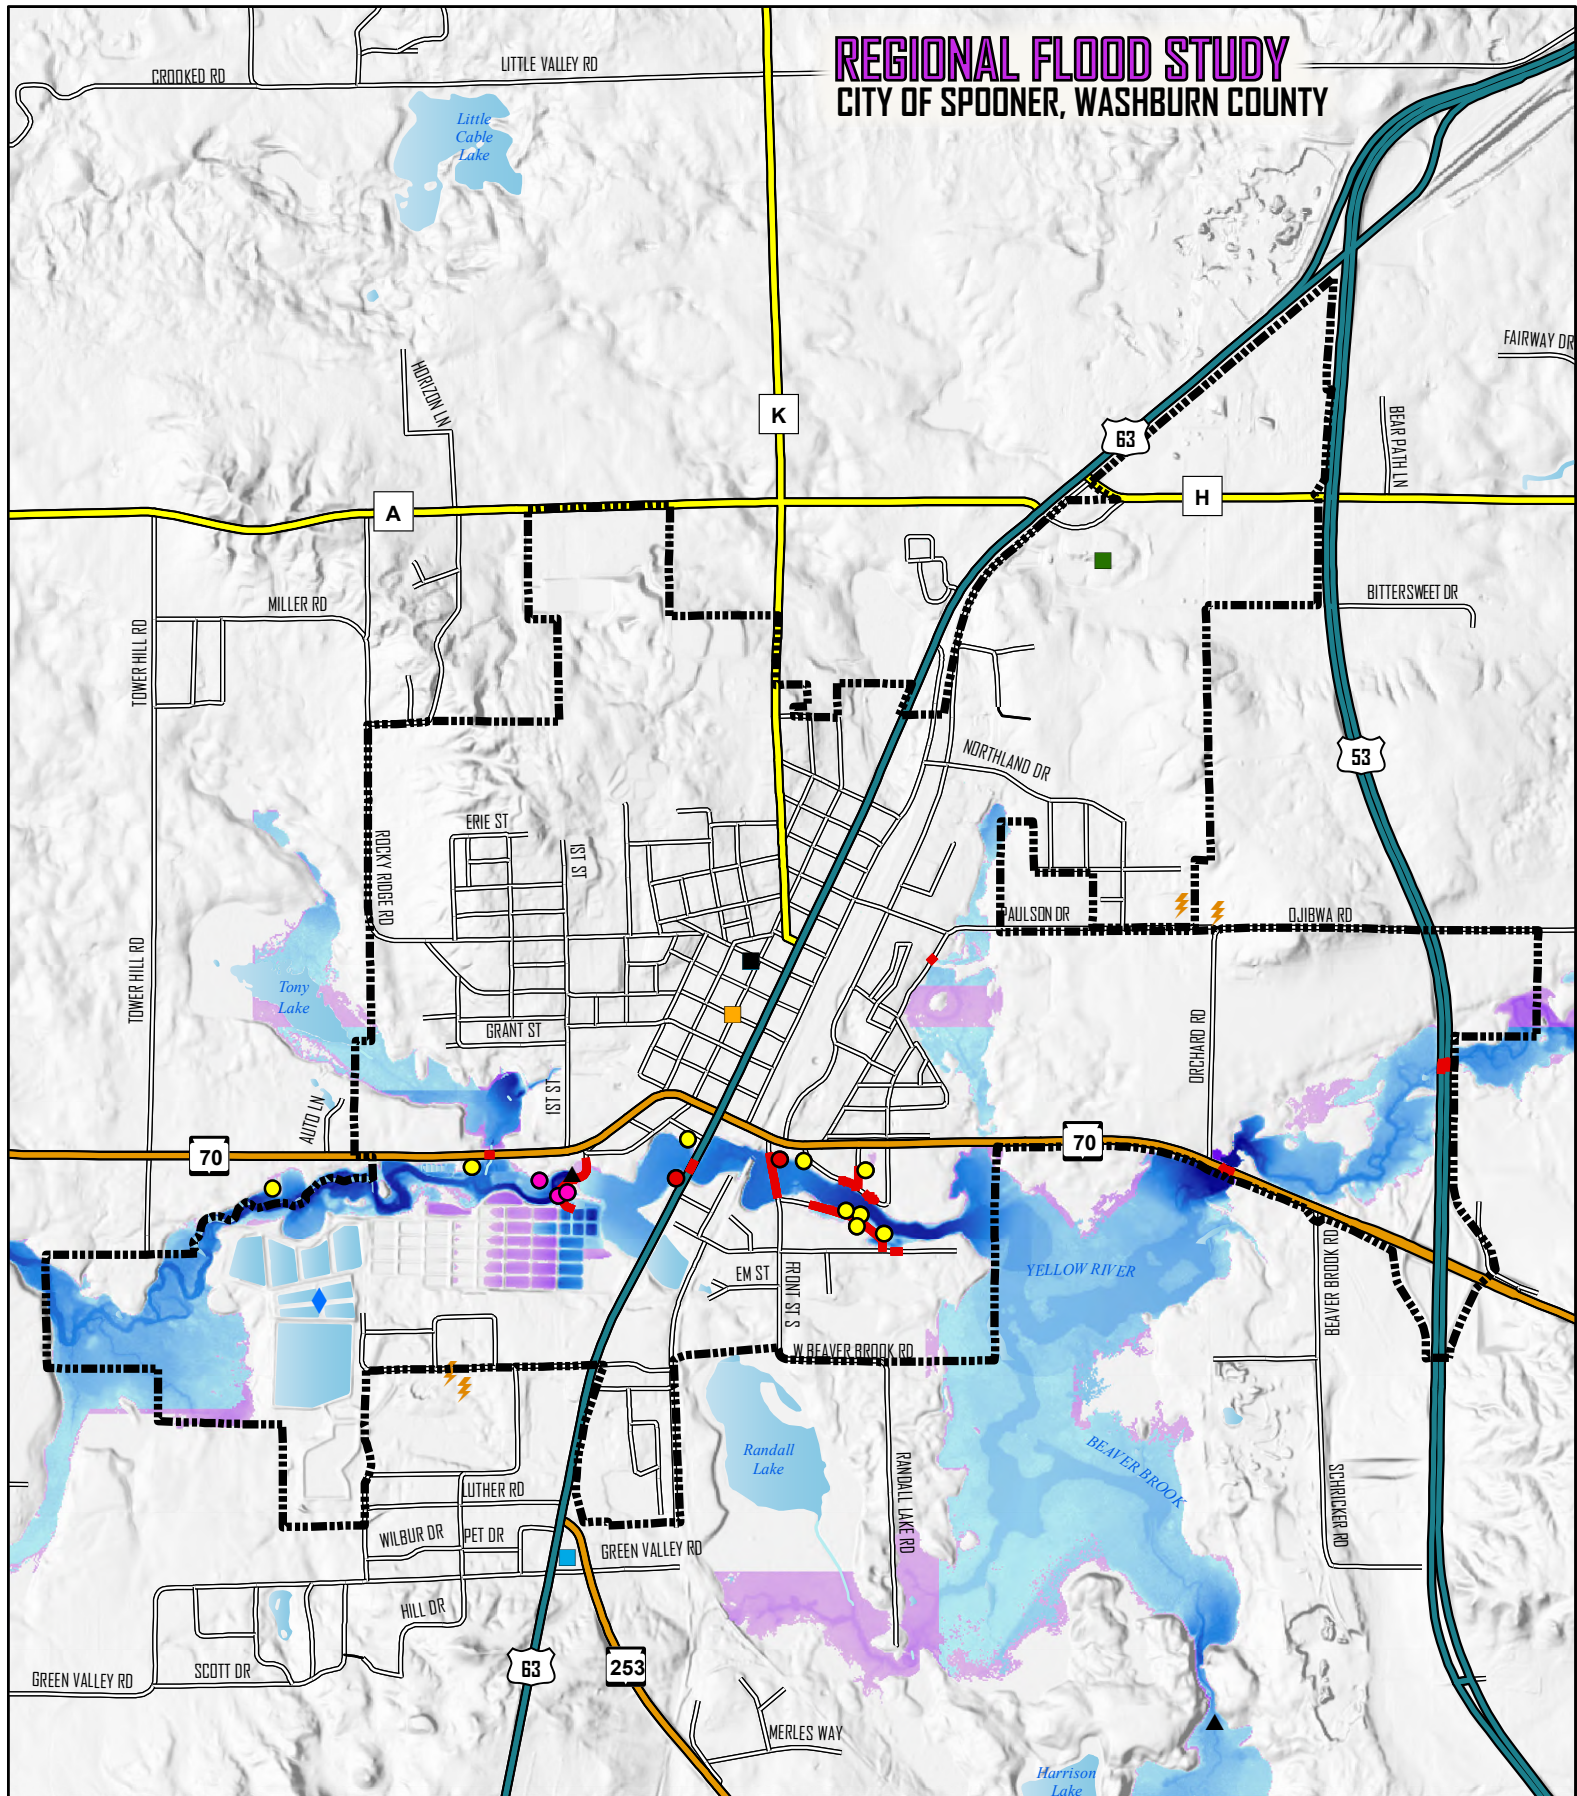 REGIONAL FLOOD STUDY
CITY OF SPOONER, WASHBURN COUNTY
CROOKED RD
LITTLE VALLEY RD
Little
Cable
Lake
FAIRWAY DR
HORIZON LN
K
63
BEAR PATH LN
A
H
MILLER RD
BITTERSWEET DR
TOWER HILL RD
NORTHLAND DR
53
ERIE ST
1ST ST
ROCKY RIDGE RD
PAULSON DR
OJIBWA RD
TOWER HILL RD
Tony
Lake
GRANT ST
ORCHARD RD
1ST ST
AUTO LN
70
70
YELLOW RIVER
EM ST
FRONT ST S
BEAVER BROOK RD
W BEAVER BROOK RD
Randall
Lake
BEAVER BROOK
RANDALL LAKE RD
SCHRICKER RD
LUTHER RD
WILBUR DR
PET DR
GREEN VALLEY RD
HILL DR
SCOTT DR
GREEN VALLEY RD
63
253
MERLES WAY
Harrison
Lake